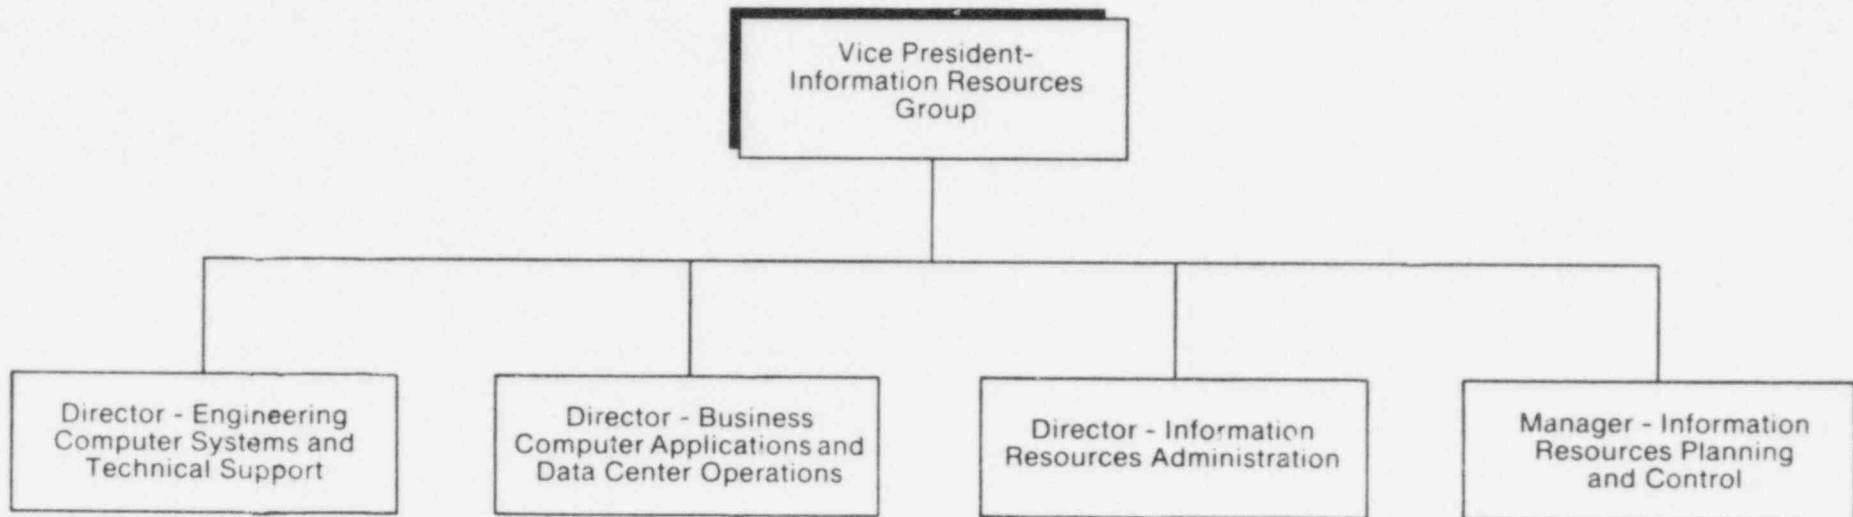 Vice President-
Information Resources
Group
Director - Engineering
Computer Systems and
Technical Support
Director - Business
Computer Applications and
Data Center Operations
Director - Information
Resources Administration
Manager - Information
Resources Planning
and Control